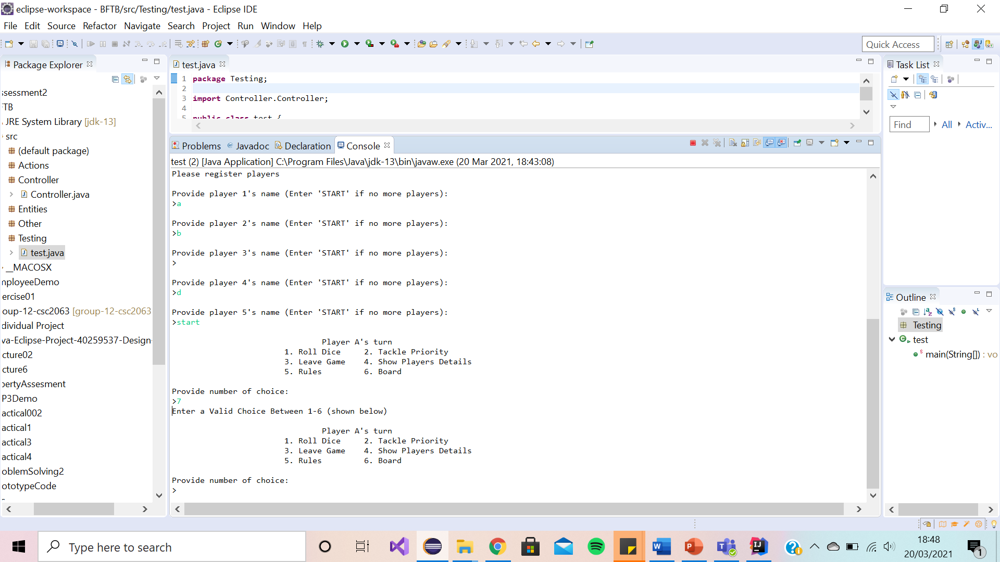 eclipse-workspace - BFTB/src/Testing/test.java - Eclipse IDE
File Edit Source Refactor Navigate Search Project Run Window Help
Quick Access
Package Explorer
ssessment2
JRE System Library [jdk-13]
src
(default package)
Actions
Controller
Controller.java
Entities
Other
Testing
test.java
__MACOSX
nployeeDemo
ercise01
oup-12-csc2063 [group-12-csc2063
dividual Project
va-Eclipse-Project-40259537-Design-
cture02
cture6
pertyAssesment
P3Demo
actical002
actical1
actical3
actical4
oblemSolving2
ototypeCode
test.java
1 package Testing;
2
3 import Controller.Controller;
4
5 public class test {
Problems @ Javadoc Declaration Console
test (2) [Java Application] C:\Program Files\Java\jdk-13\bin\javaw.exe (20 Mar 2021, 18:43:08)
Please register players
Provide player 1's name (Enter 'START' if no more players):
>a
Provide player 2's name (Enter 'START' if no more players):
>b
Provide player 3's name (Enter 'START' if no more players):
>
Provide player 4's name (Enter 'START' if no more players):
>d
Provide player 5's name (Enter 'START' if no more players):
>start
Player A's turn
1. Roll Dice 2. Tackle Priority
3. Leave Game 4. Show Players Details
5. Rules 6. Board
Provide number of choice:
>7
Enter a Valid Choice Between 1-6 (shown below)
Player A's turn
1. Roll Dice 2. Tackle Priority
3. Leave Game 4. Show Players Details
5. Rules 6. Board
Provide number of choice:
>
Task List
Find All Activ...
Outline
Testing
test
main(String[]) : vo
Type here to search
18:48
20/03/2021
1